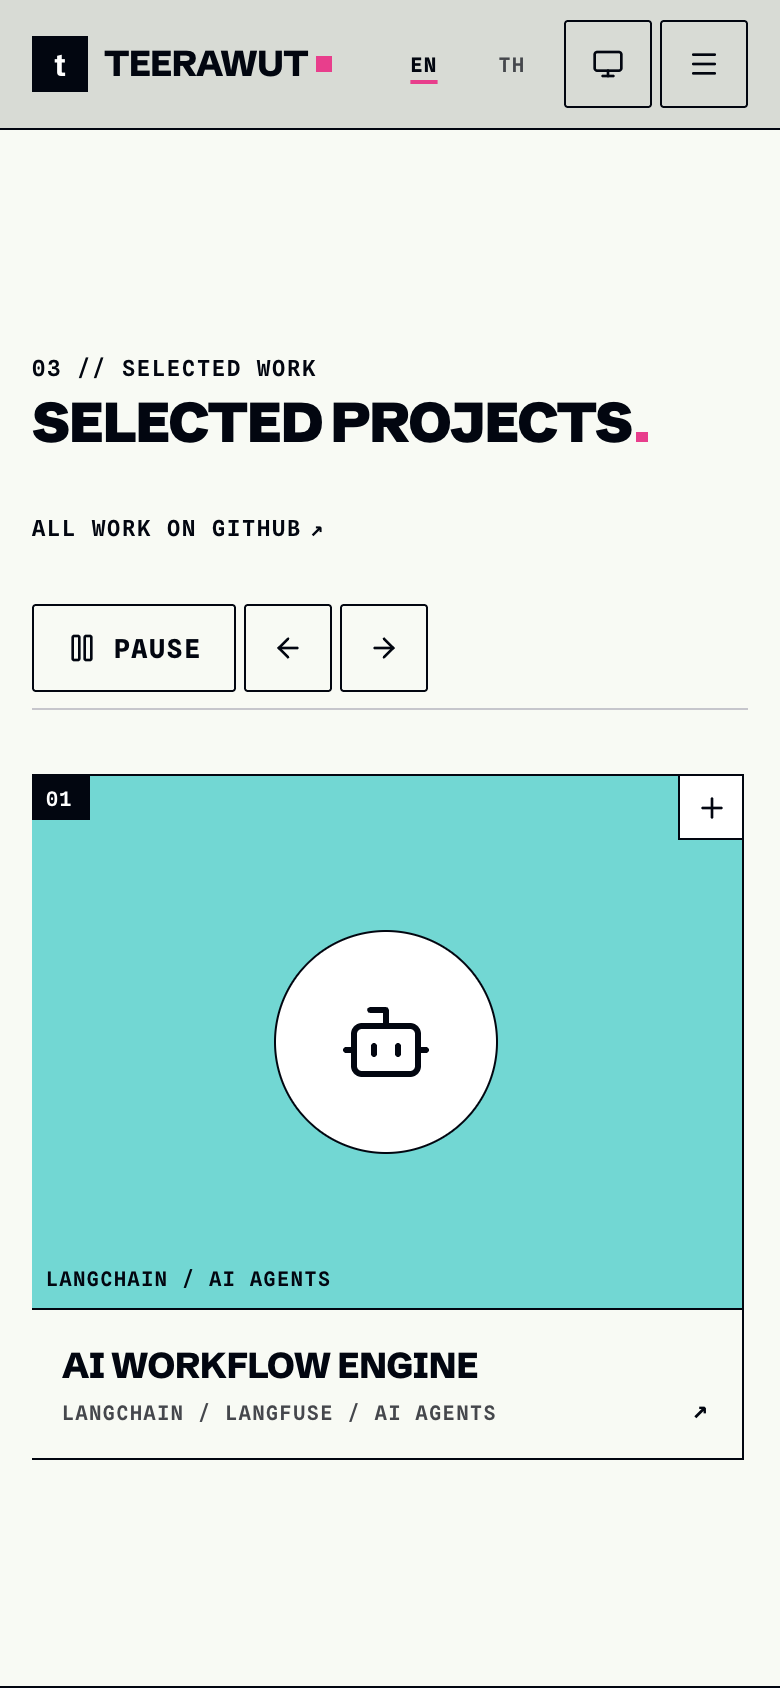 t TEERAWUT EN TH
03 // SELECTED WORK
SELECTED PROJECTS.
ALL WORK ON GITHUB ↗
PAUSE ← →
01
LANGCHAIN / AI AGENTS
AI WORKFLOW ENGINE
LANGCHAIN / LANGFUSE / AI AGENTS ↗